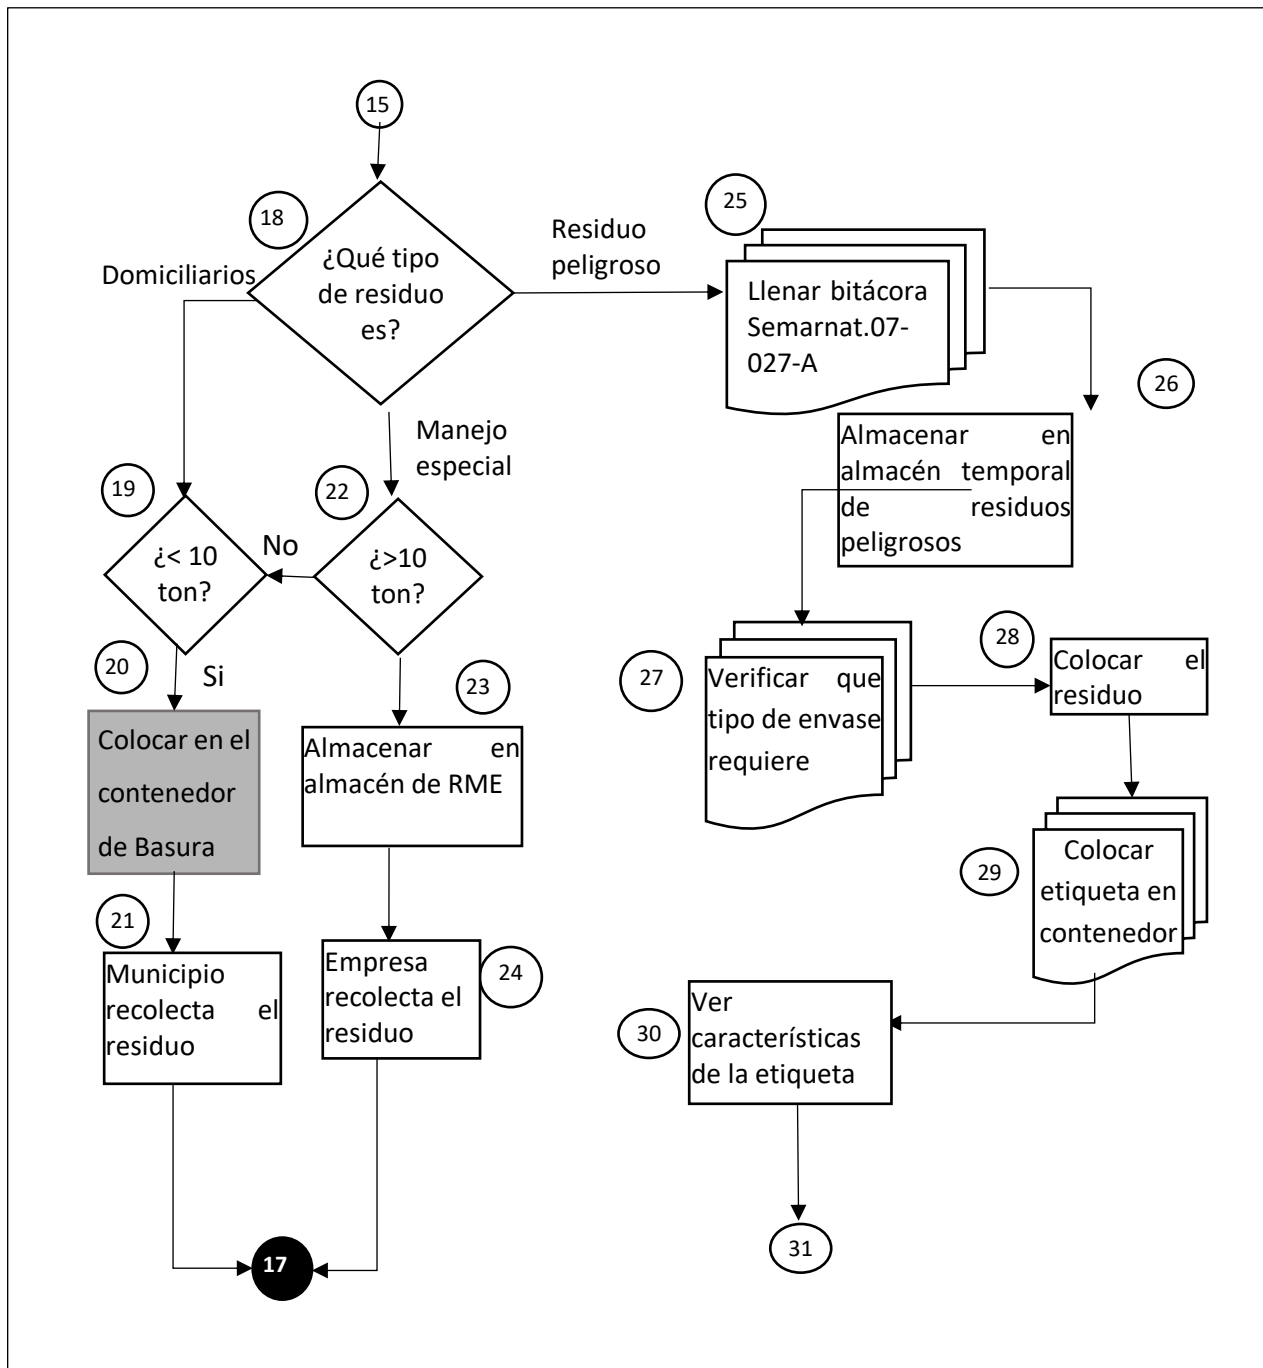 15
18
¿Qué tipo
de residuo
es?
Domiciliarios
Residuo
peligroso
25
Llenar bitácora
Semarnat.07-
027-A
26
Almacenar en
almacén temporal
de residuos
peligrosos
Manejo
especial
19
¿< 10
ton?
No
22
¿>10
ton?
20
Si
Colocar en el
contenedor
de Basura
23
Almacenar en
almacén de RME
27
Verificar que
tipo de envase
requiere
28
Colocar el
residuo
29
Colocar
etiqueta en
contenedor
21
Municipio
recolecta el
residuo
Empresa
recolecta el
residuo
24
30
Ver
características
de la etiqueta
17
31